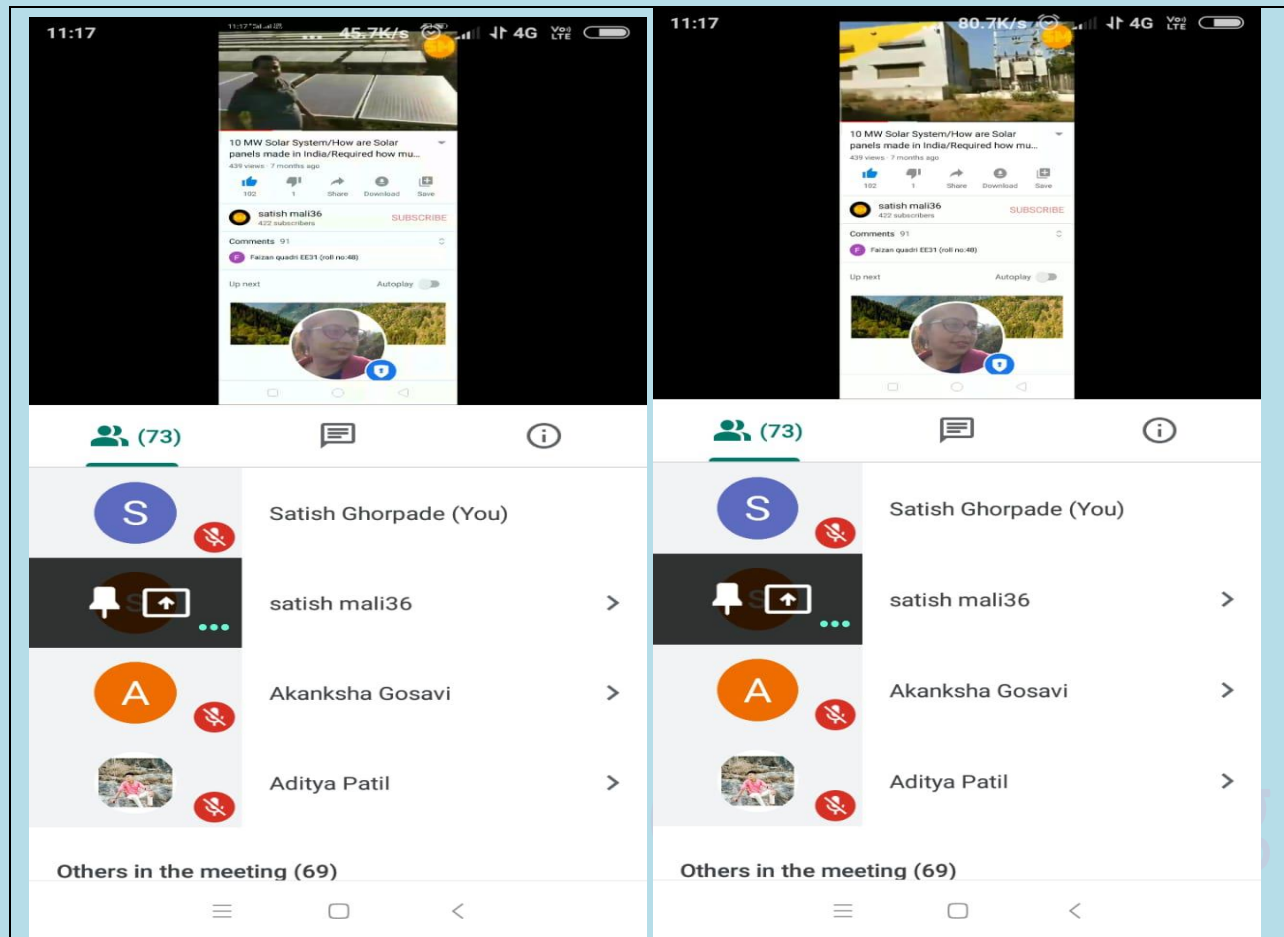 11:17
45.7K/s
4G
VoD
LTE
10 MW Solar System/How are Solar
panels made in India/Required how mu...
439 views · 7 months ago
102
1
Share
Download
Save
satish mali36
422 subscribers
SUBSCRIBE
Comments 91
F
Faizan quadri EE31 (roll no:48)
Up next
Autoplay
(73)
S
Satish Ghorpade (You)
satish mali36
A
Akanksha Gosavi
Aditya Patil
Others in the meeting (69)
11:17
80.7K/s
4G
VoD
LTE
10 MW Solar System/How are Solar
panels made in India/Required how mu...
439 views · 7 months ago
102
1
Share
Download
Save
satish mali36
422 subscribers
SUBSCRIBE
Comments 91
F
Faizan quadri EE31 (roll no:48)
Up next
Autoplay
(73)
S
Satish Ghorpade (You)
satish mali36
A
Akanksha Gosavi
Aditya Patil
Others in the meeting (69)